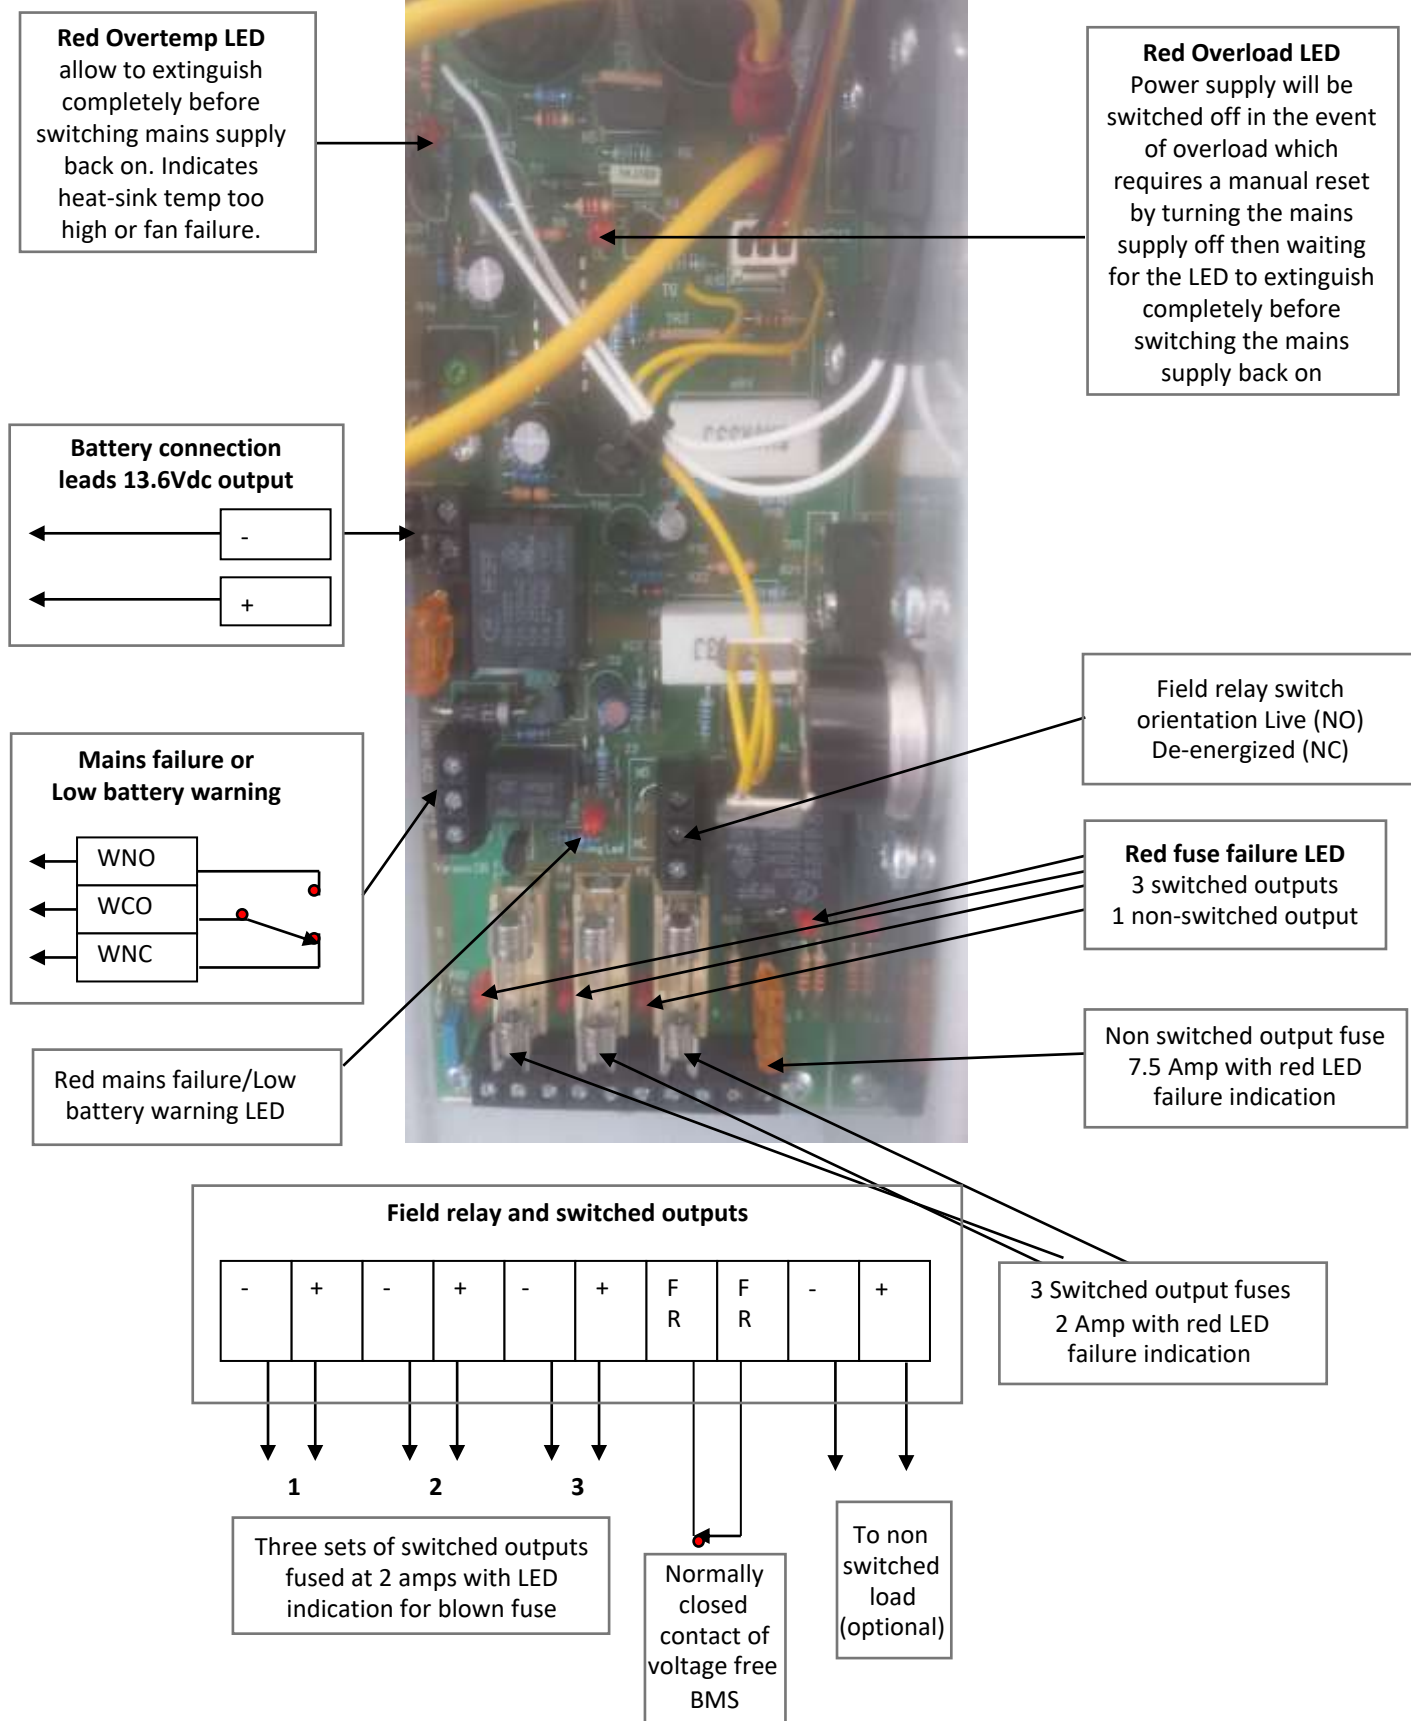 Red Overtemp LED
allow to extinguish
completely before
switching mains supply
back on. Indicates
heat-sink temp too
high or fan failure.
Red Overload LED
Power supply will be
switched off in the event
of overload which
requires a manual reset
by turning the mains
supply off then waiting
for the LED to extinguish
completely before
switching the mains
supply back on
Battery connection
leads 13.6Vdc output
-
+
Field relay switch
orientation Live (NO)
De-energized (NC)
Mains failure or
Low battery warning
WNO
WCO
WNC
Red fuse failure LED
3 switched outputs
1 non-switched output
Non switched output fuse
7.5 Amp with red LED
failure indication
Red mains failure/Low
battery warning LED
Field relay and switched outputs
- + - + - + F F - +
R R
3 Switched output fuses
2 Amp with red LED
failure indication
1 2 3
Three sets of switched outputs
fused at 2 amps with LED
indication for blown fuse
Normally
closed
contact of
voltage free
BMS
To non
switched
load
(optional)